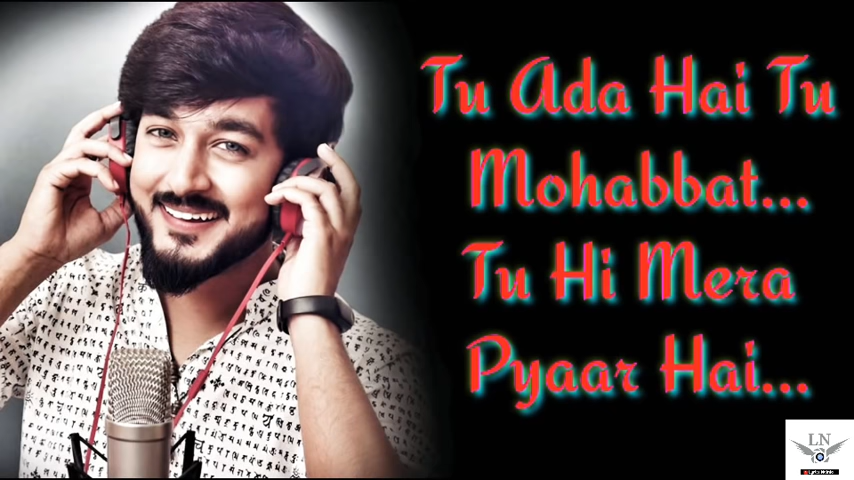 Tu Ada Hai Tu
Mohabbat...
Tu Hi Mera
Pyaar Hai...
LN